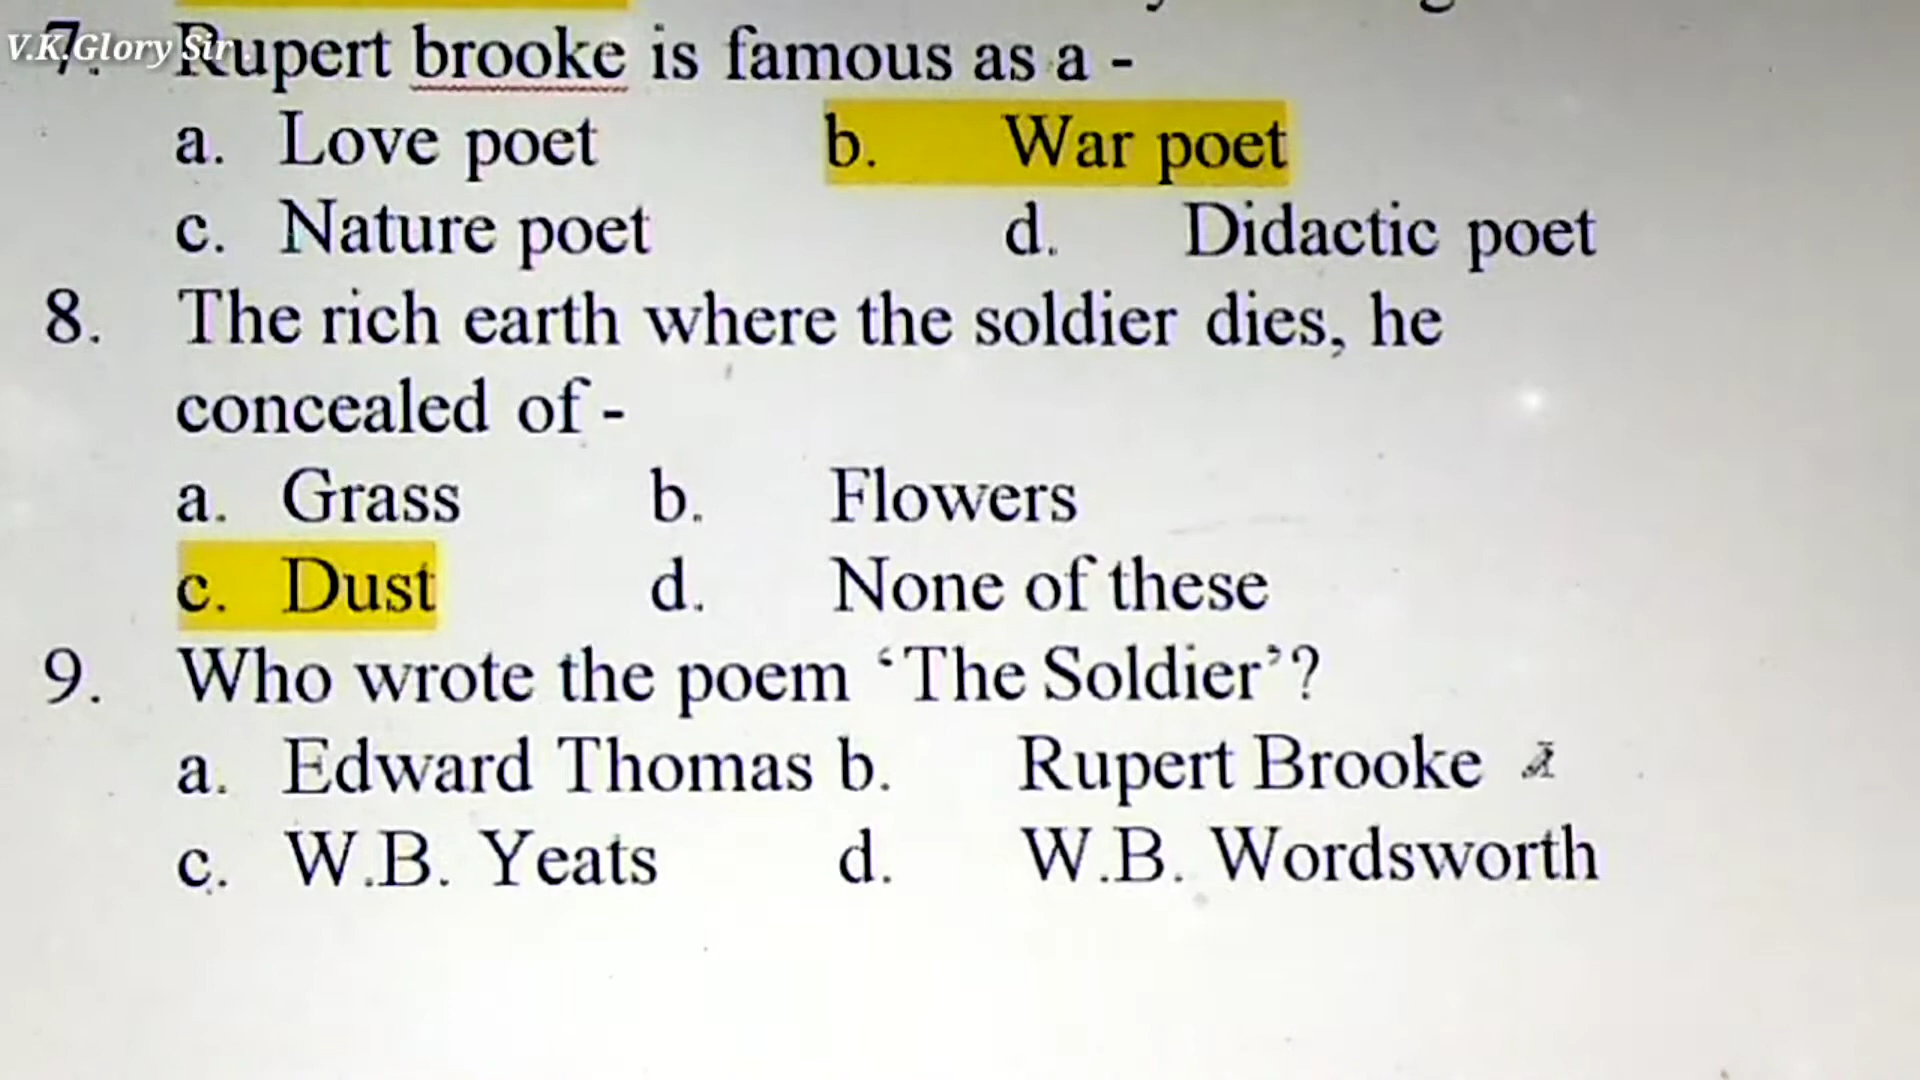 V.K.Glory Sir
7. Rupert brooke is famous as a -
a. Love poet b. War poet
c. Nature poet d. Didactic poet
8. The rich earth where the soldier dies, he
concealed of -
a. Grass b. Flowers
c. Dust d. None of these
9. Who wrote the poem ‘The Soldier’?
a. Edward Thomas b. Rupert Brooke
c. W.B. Yeats d. W.B. Wordsworth